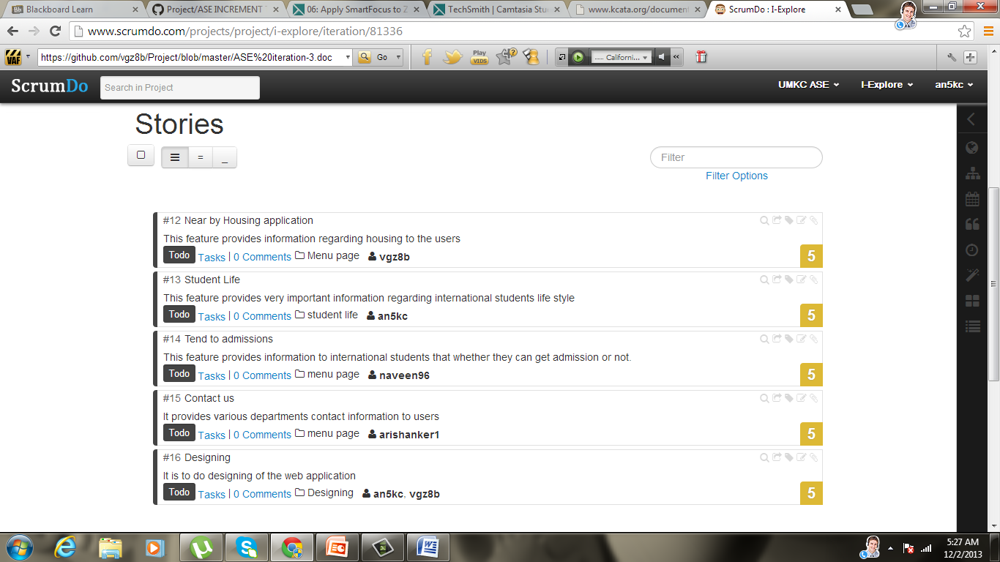 Blackboard Learn
Project/ASE INCREMENT
06: Apply SmartFocus to Z
TechSmith | Camtasia Stu
www.kcata.org/document
ScrumDo : I-Explore
www.scrumdo.com/projects/project/i-explore/iteration/81336
VAF
https://github.com/vgz8b/Project/blob/master/ASE%20iteration-3.doc
Go
Play
VIDS
..... Californi...
ScrumDo
Search in Project
UMKC ASE
I-Explore
an5kc
Stories
Filter
Filter Options
#12 Near by Housing application
This feature provides information regarding housing to the users
Todo Tasks | 0 Comments Menu page vgz8b 5
#13 Student Life
This feature provides very important information regarding international students life style
Todo Tasks | 0 Comments student life an5kc 5
#14 Tend to admissions
This feature provides information to international students that whether they can get admission or not.
Todo Tasks | 0 Comments menu page naveen96 5
#15 Contact us
It provides various departments contact information to users
Todo Tasks | 0 Comments menu page arishanker1 5
#16 Designing
It is to do designing of the web application
Todo Tasks | 0 Comments Designing an5kc, vgz8b 5
5:27 AM
12/2/2013